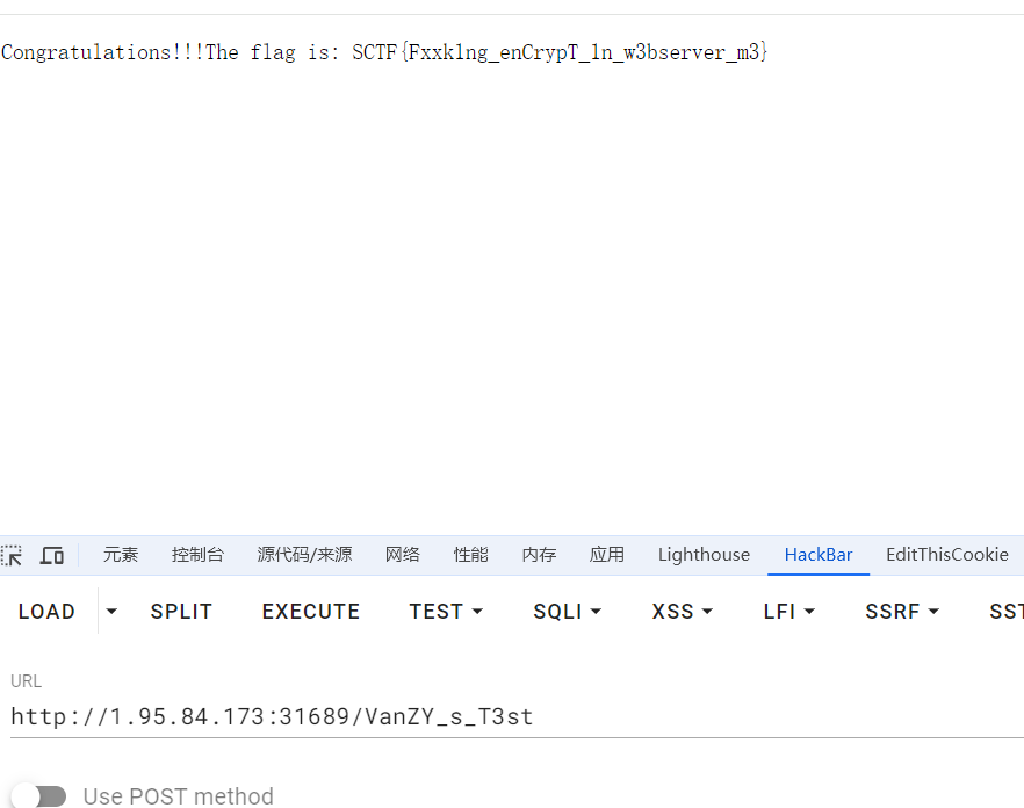 Congratulations!!!The flag is: SCTF{Fxxk1ng_enCrypT_1n_w3bserver_m3}
元素 控制台 源代码/来源 网络 性能 内存 应用 Lighthouse HackBar EditThisCookie
LOAD SPLIT EXECUTE TEST SQLI XSS LFI SSRF SST
URL
http://1.95.84.173:31689/VanZY_s_T3st
Use POST method